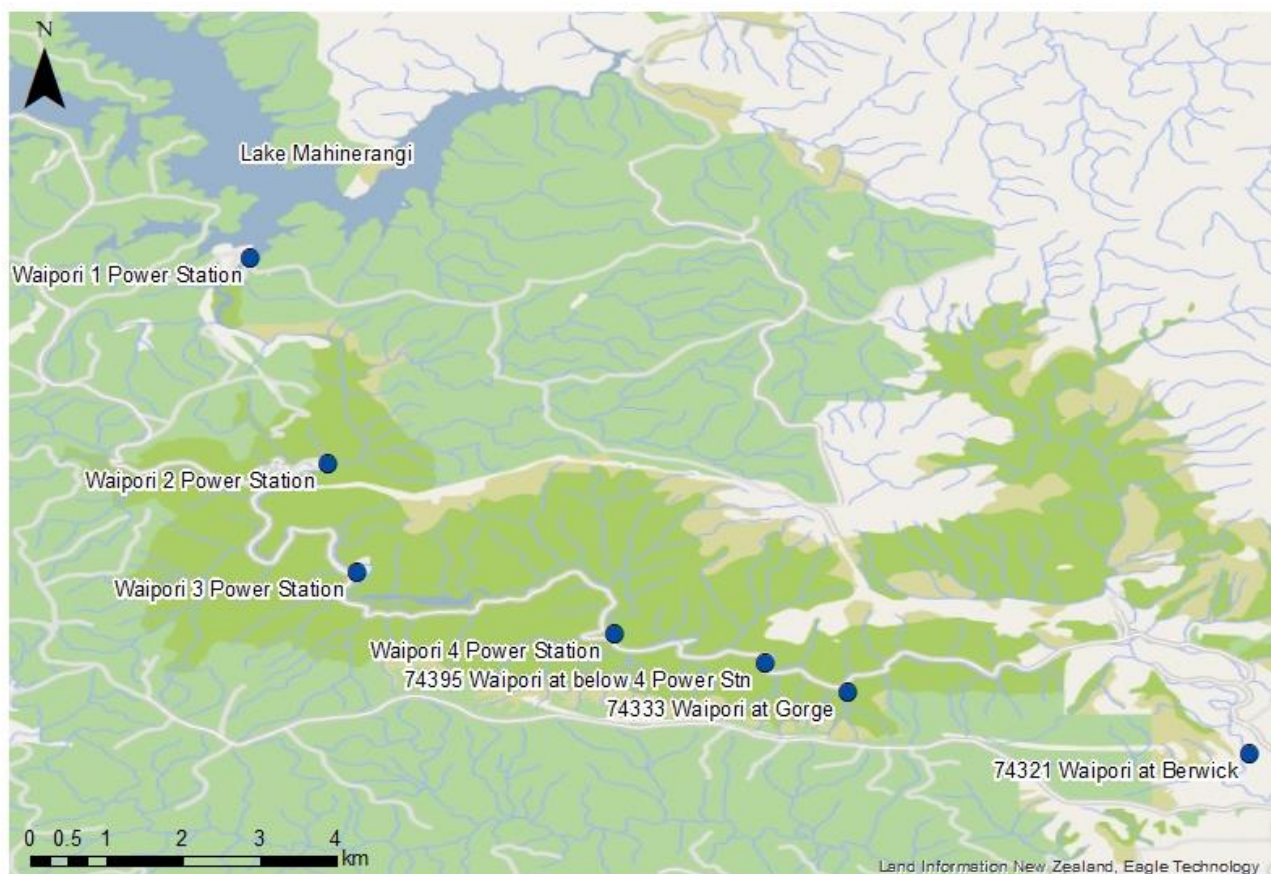 N
Lake Mahinerangi
Waipori 1 Power Station
Waipori 2 Power Station
Waipori 3 Power Station
Waipori 4 Power Station
74395 Waipori at below 4 Power Stn
74333 Waipori at Gorge
74321 Waipori at Berwick
0 0.5 1 2 3 4
km
Land Information New Zealand, Eagle Technology